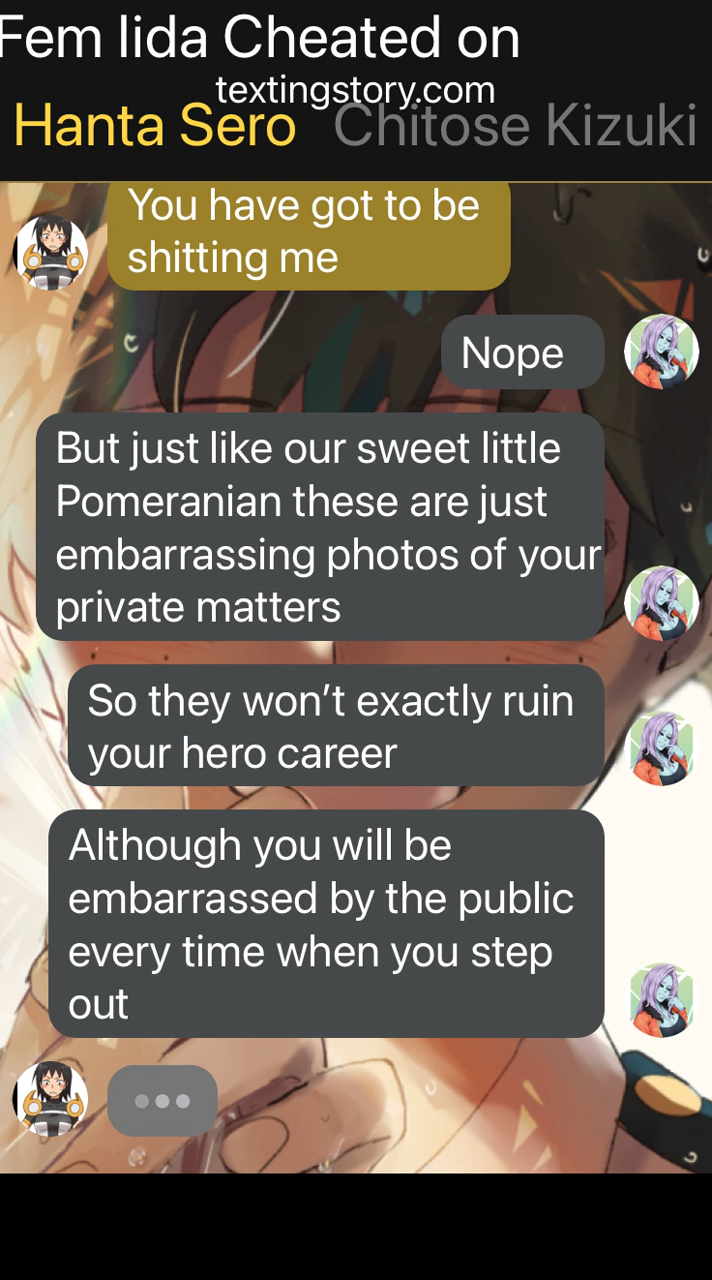 Fem Iida Cheated on
textingstory.com
Hanta Sero Chitose Kizuki
You have got to be
shitting me
Nope
But just like our sweet little
Pomeranian these are just
embarrassing photos of your
private matters
So they won’t exactly ruin
your hero career
Although you will be
embarrassed by the public
every time when you step
out